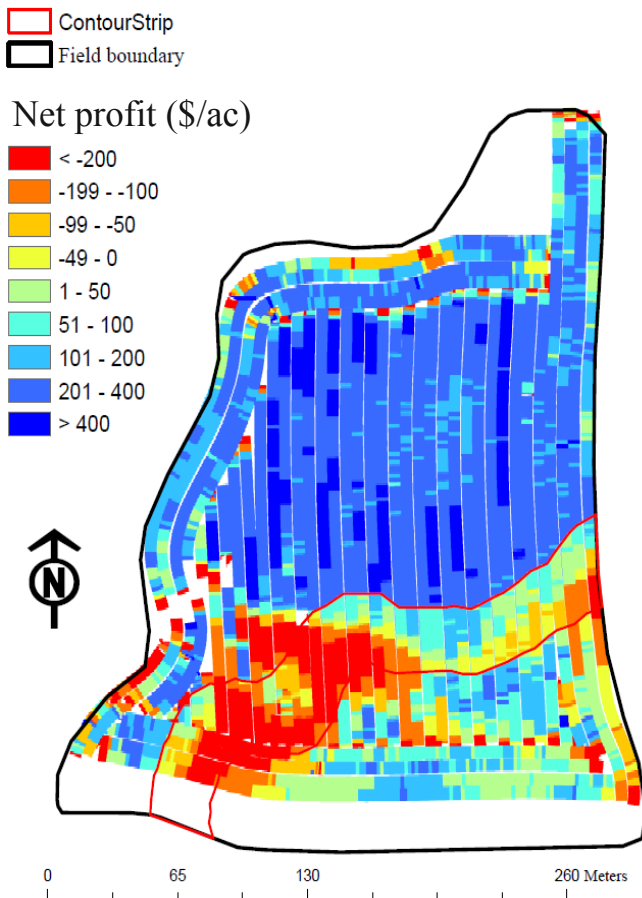 ContourStrip
Field boundary
Net profit ($/ac)
< -200
-199 - -100
-99 - -50
-49 - 0
1 - 50
51 - 100
101 - 200
201 - 400
> 400
N
0 65 130 260 Meters